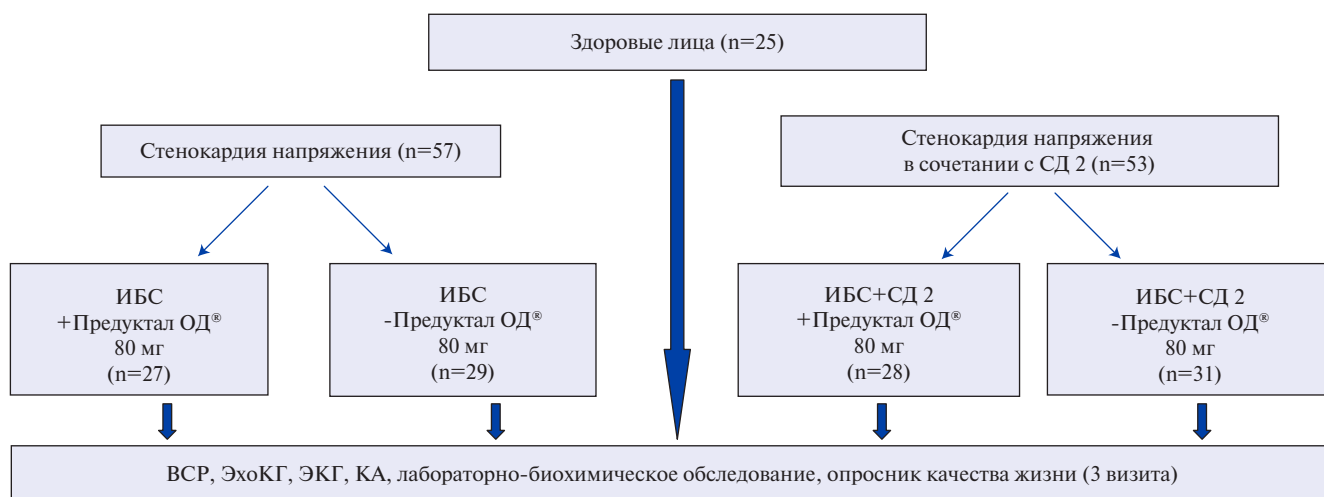 Здоровые лица (n=25)
Стенокардия напряжения (n=57)
Стенокардия напряжения
в сочетании с СД 2 (n=53)
ИБС
+Предуктал ОД®
80 мг
(n=27)
ИБС
-Предуктал ОД®
80 мг
(n=29)
ИБС+СД 2
+Предуктал ОД®
80 мг
(n=28)
ИБС+СД 2
-Предуктал ОД®
80 мг
(n=31)
ВСР, ЭхоКГ, ЭКГ, КА, лабораторно-биохимическое обследование, опросник качества жизни (3 визита)